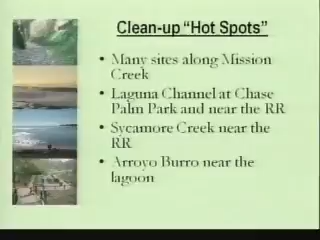 Clean-up “Hot Spots”
• Many sites along Mission
Creek
• Laguna Channel at Chase
Palm Park and near the RR
• Sycamore Creek near the
RR
• Arroyo Burro near the
lagoon